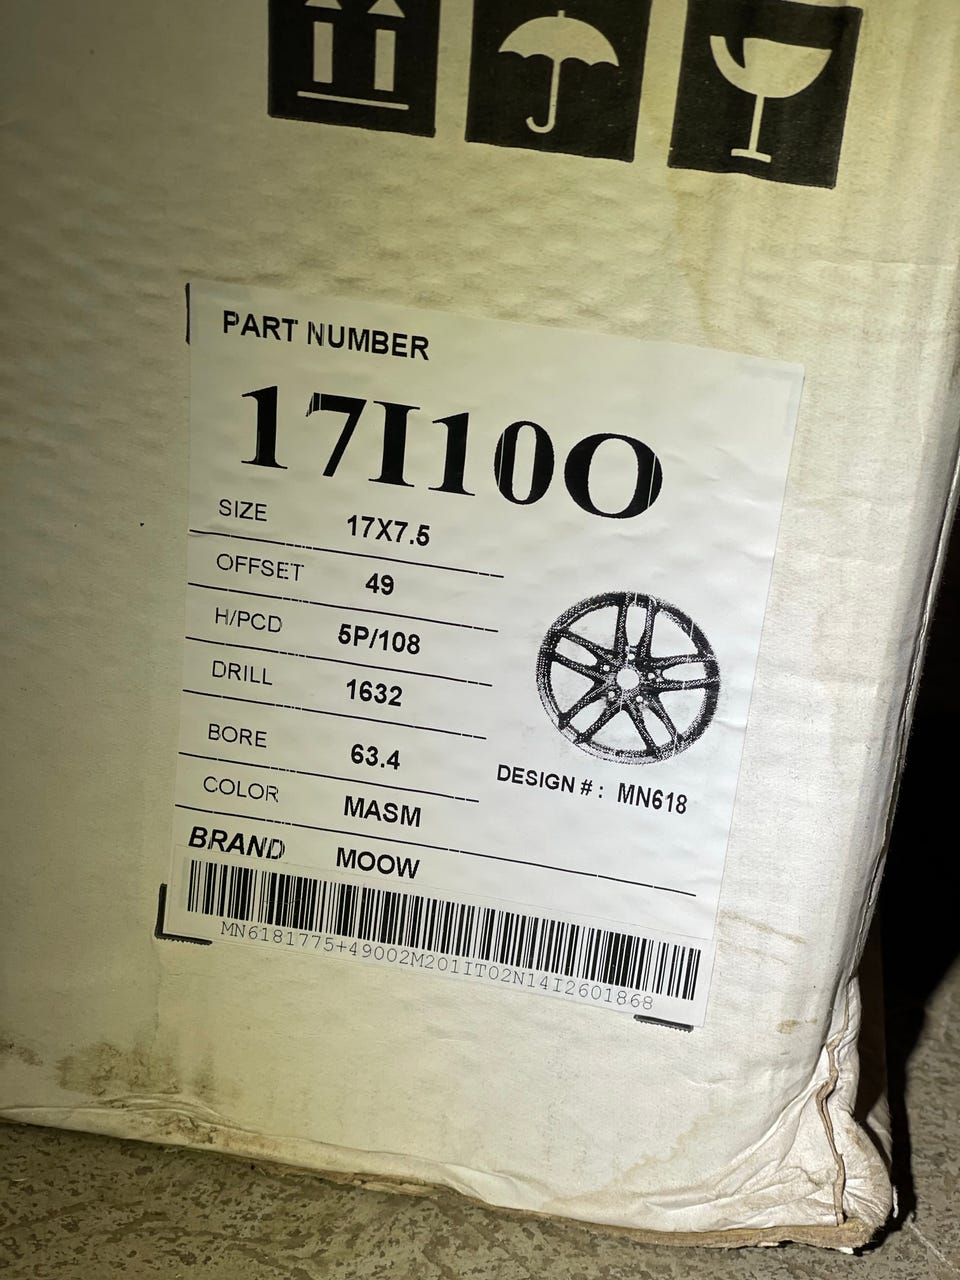 PART NUMBER
17I10O
SIZE 17X7.5
OFFSET 49
H/PCD 5P/108
DRILL 1632
BORE 63.4
COLOR MASM
DESIGN # : MN618
BRAND MOOW
MN6181775+49002M201IT02N14I2601868